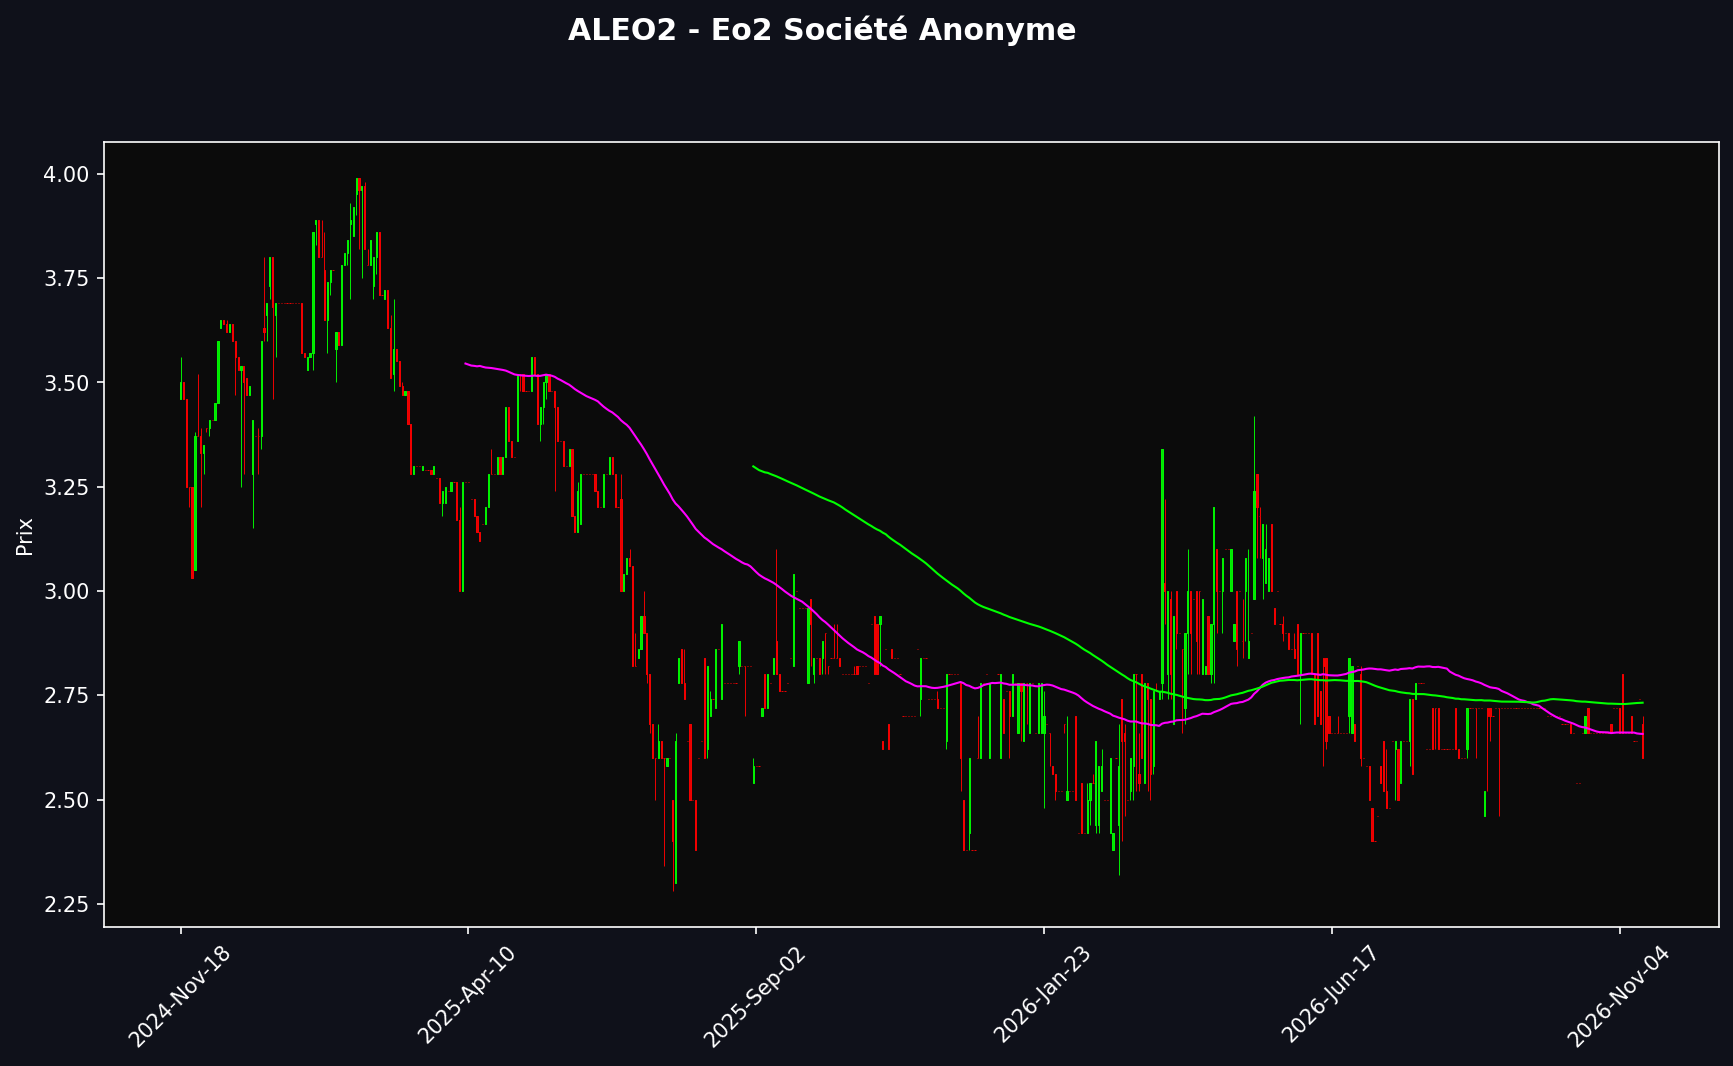 ALEO2 - Eo2 Société Anonyme
Prix
4.00
3.75
3.50
3.25
3.00
2.75
2.50
2.25
2024-Nov-18
2025-Apr-10
2025-Sep-02
2026-Jan-23
2026-Jun-17
2026-Nov-04